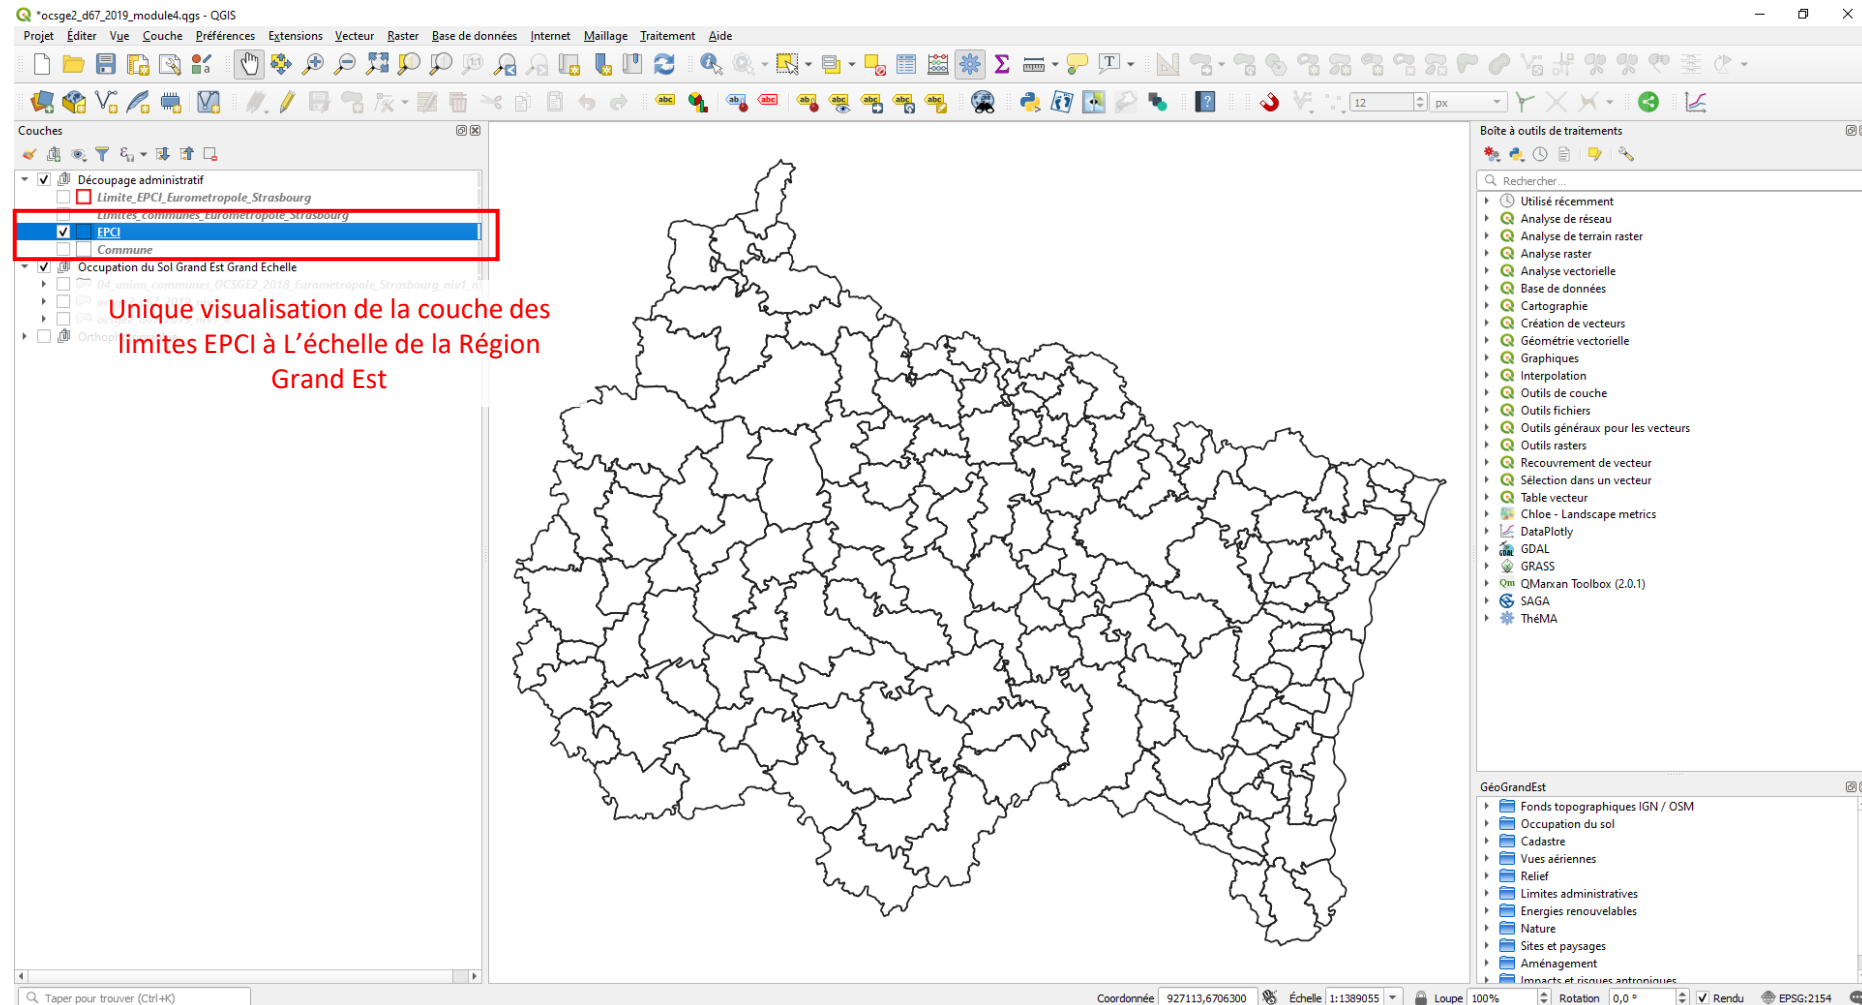 *ocsge2_d67_2019_module4.qgs - QGIS
Projet Éditer Vue Couche Préférences Extensions Vecteur Raster Base de données Internet Maillage Traitement Aide
12 px
Couches
Découpage administratif
Limite_EPCI_Eurometropole_Strasbourg
Limites_communes_Eurometropole_Strasbourg
EPCI
Commune
Occupation du Sol Grand Est Grand Echelle
04_union_communes_OCSGE2_2018_Eurometropole_Strasbourg_niv1_n
Unique visualisation de la couche des
limites EPCI à L'échelle de la Région
Grand Est
Boîte à outils de traitements
Rechercher...
Utilisé récemment
Analyse de réseau
Analyse de terrain raster
Analyse raster
Analyse vectorielle
Base de données
Cartographie
Création de vecteurs
Géométrie vectorielle
Graphiques
Interpolation
Outils de couche
Outils fichiers
Outils généraux pour les vecteurs
Outils rasters
Recouvrement de vecteur
Sélection dans un vecteur
Table vecteur
Chloe - Landscape metrics
DataPlotly
GDAL
GRASS
QMarxan Toolbox (2.0.1)
SAGA
ThéMA
GéoGrandEst
Fonds topographiques IGN / OSM
Occupation du sol
Cadastre
Vues aériennes
Relief
Limites administratives
Energies renouvelables
Nature
Sites et paysages
Aménagement
Impacts et risques antropiques
Taper pour trouver (Ctrl+K)
Coordonnée 927113,6706300 Échelle 1:1389055 Loupe 100% Rotation 0,0 ° Rendu EPSG:2154